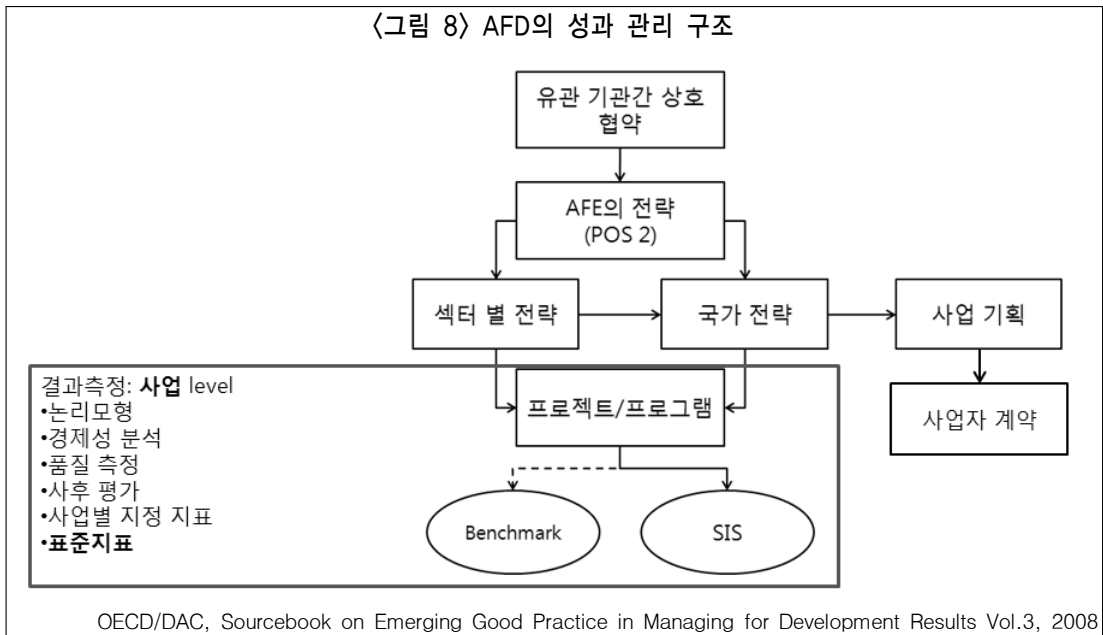 〈그림 8〉 AFD의 성과 관리 구조
유관 기관간 상호
협약
AFE의 전략
(POS 2)
섹터 별 전략
국가 전략
사업 기획
결과측정: 사업 level
•논리모형
•경제성 분석
•품질 측정
•사후 평가
•사업별 지정 지표
•표준지표
프로젝트/프로그램
사업자 계약
Benchmark
SIS
OECD/DAC, Sourcebook on Emerging Good Practice in Managing for Development Results Vol.3, 2008